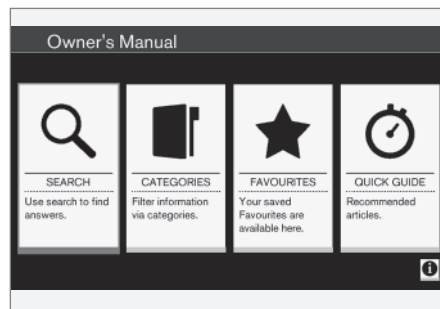 Owner's Manual
SEARCH
Use search to find
answers.
CATEGORIES
Filter information
via categories.
FAVOURITES
Your saved
Favourites are
available here.
QUICK GUIDE
Recommended
articles.
i